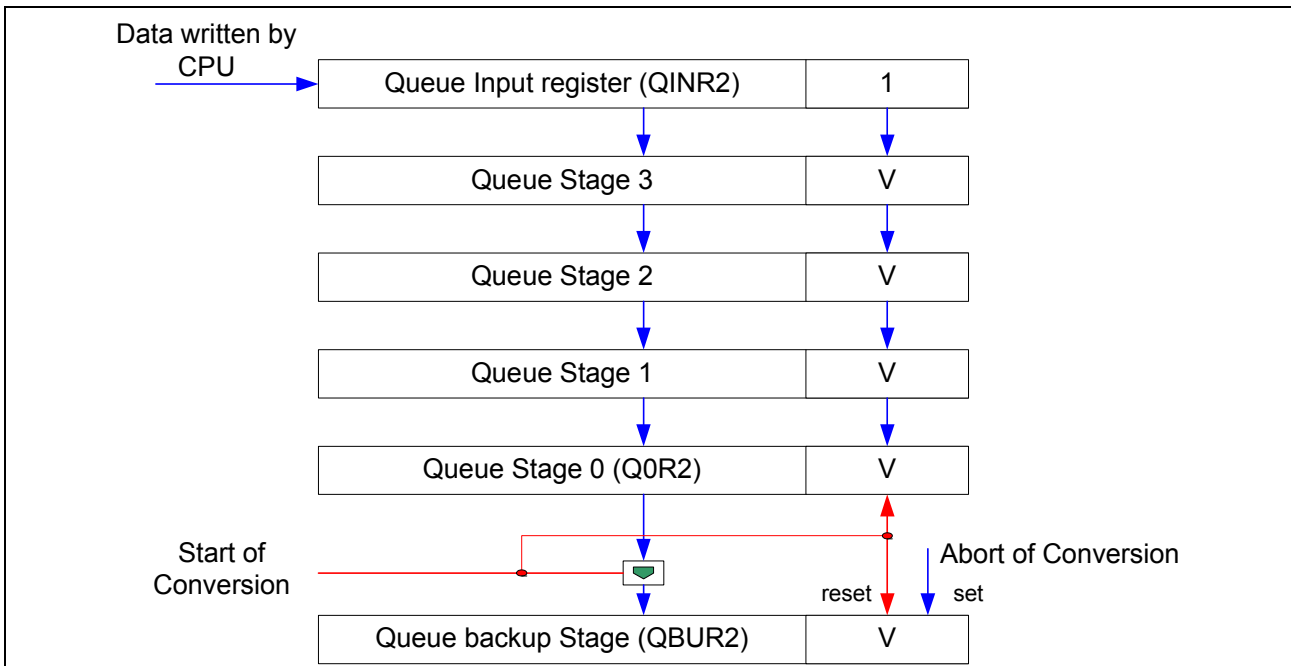 Data written by
CPU
Queue Input register (QINR2) 1
Queue Stage 3 V
Queue Stage 2 V
Queue Stage 1 V
Queue Stage 0 (Q0R2) V
Start of
Conversion
Abort of Conversion
reset set
Queue backup Stage (QBUR2) V